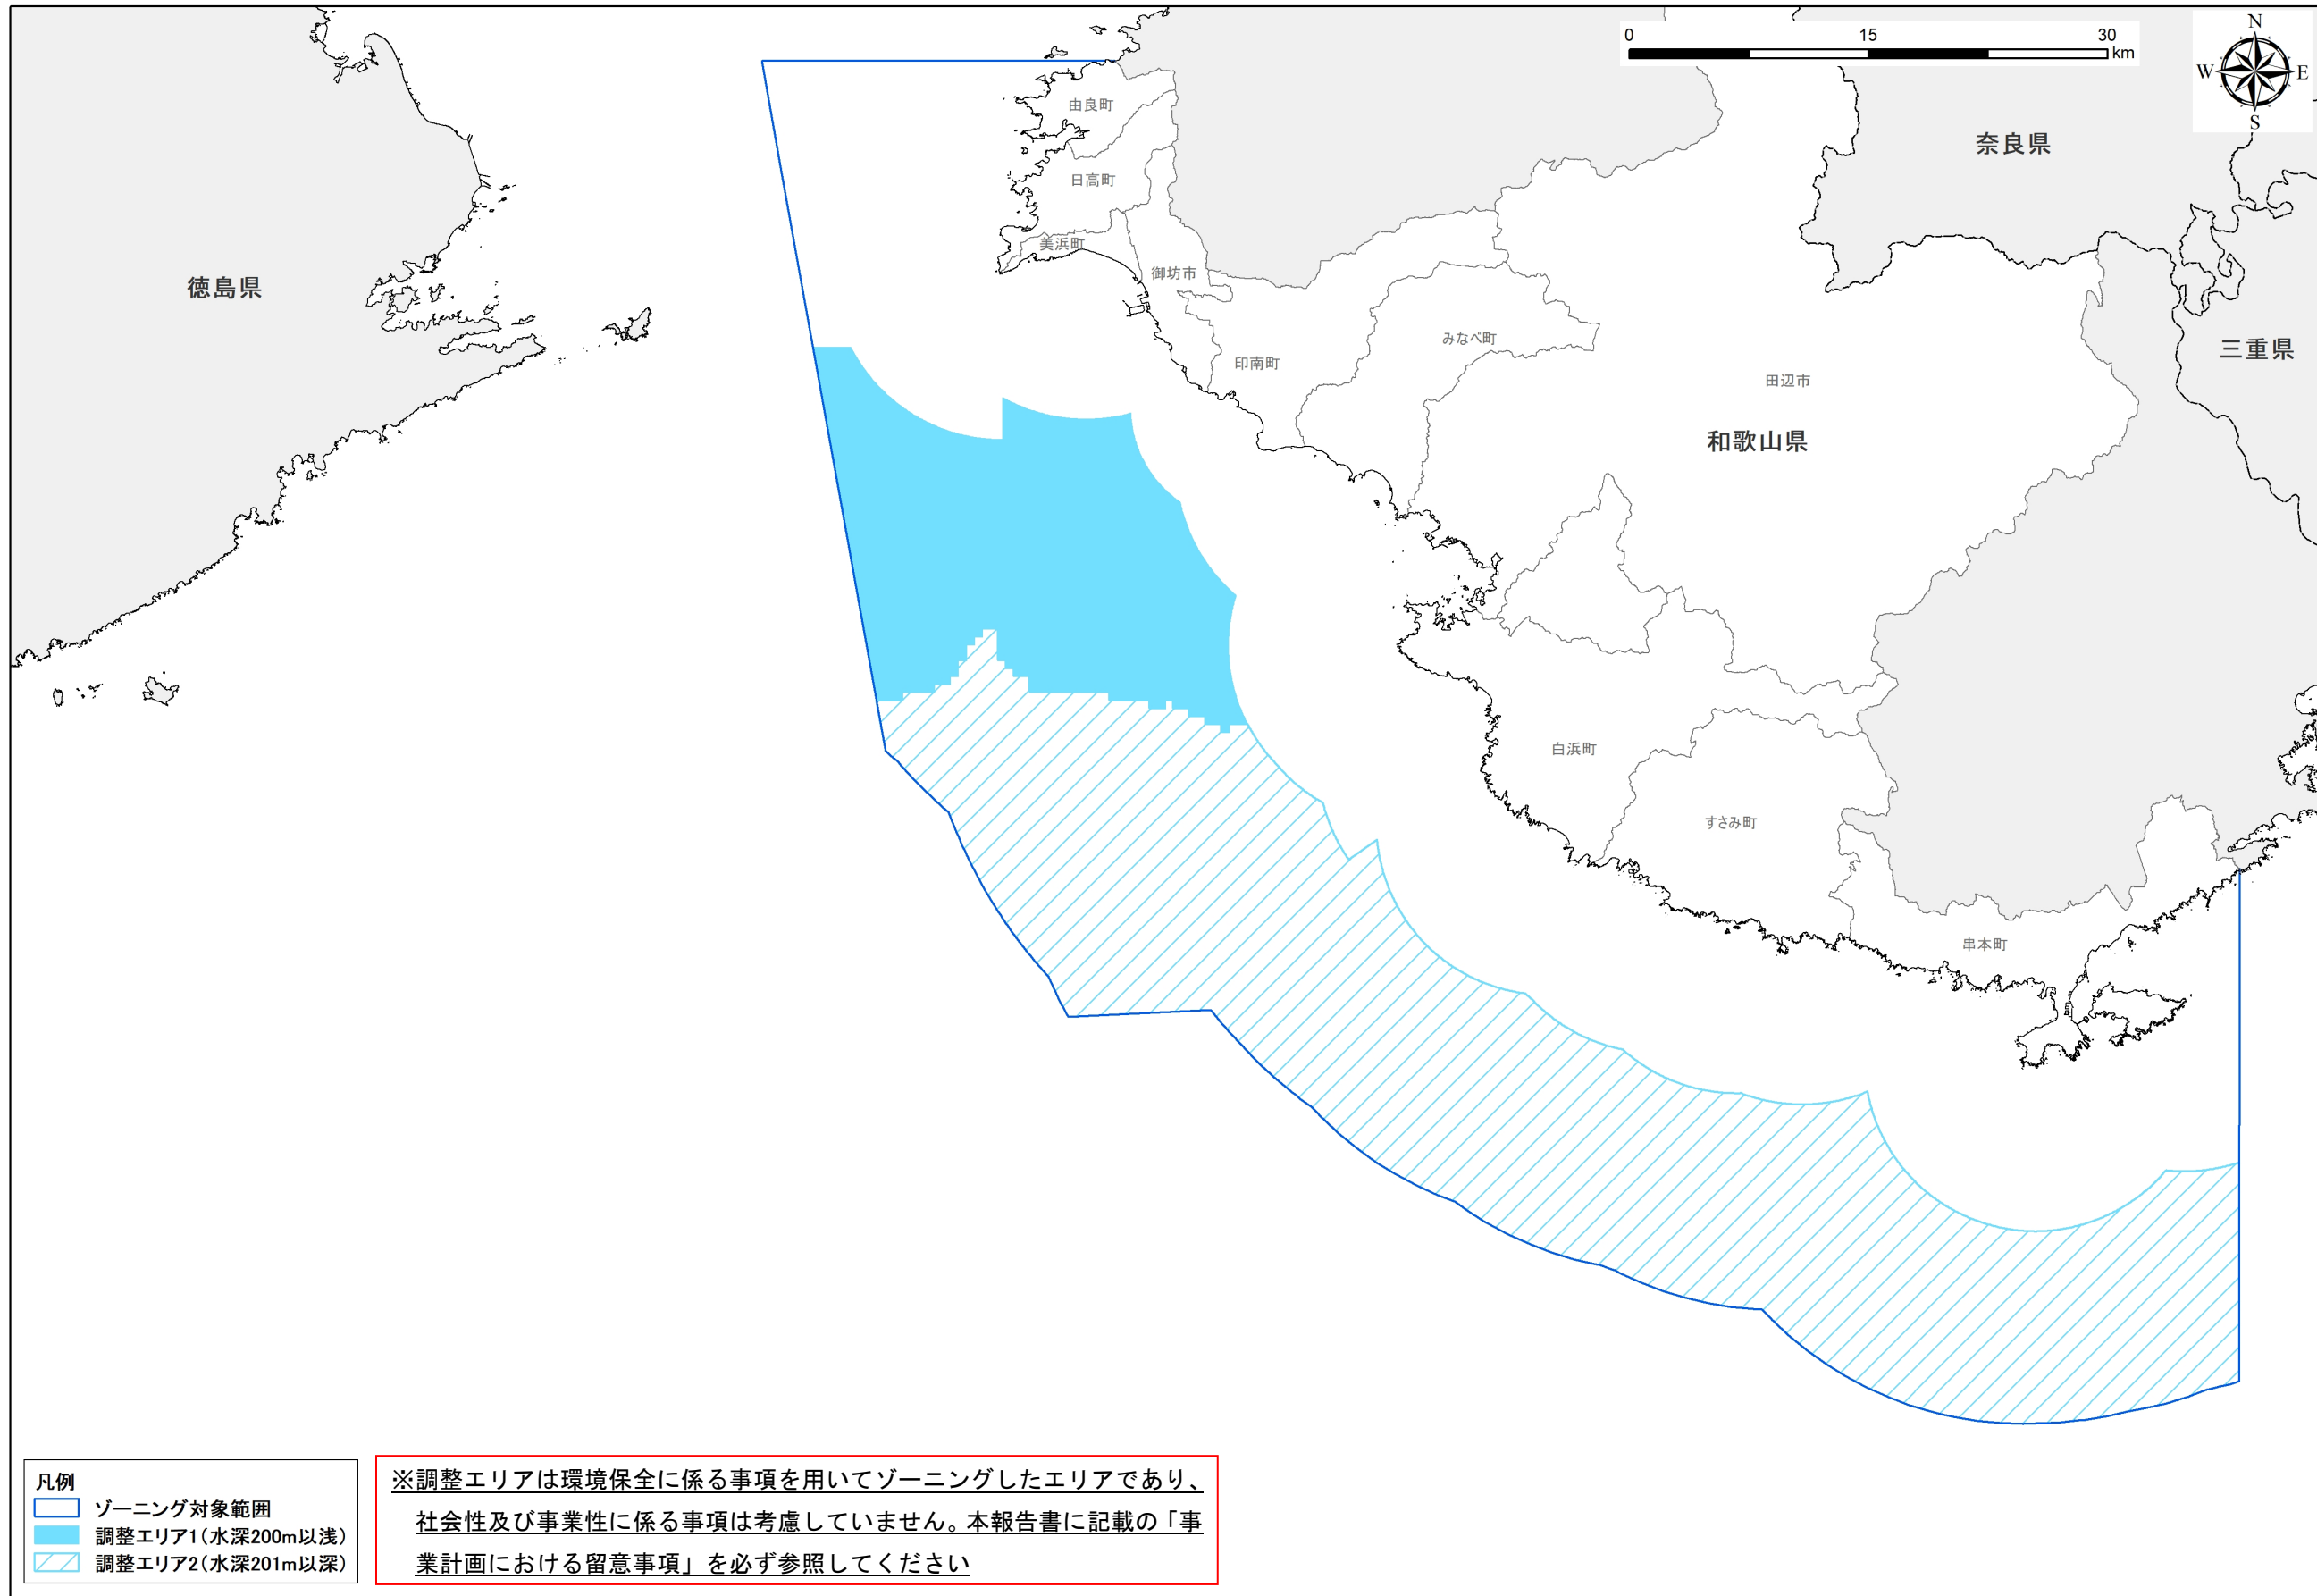 0 15 30
km
N
W E
S
由良町
奈良県
日高町
美浜町
御坊市
徳島県
みなべ町
三重県
印南町
田辺市
和歌山県
白浜町
すさみ町
串本町
凡例
ゾーニング対象範囲
調整エリア1(水深200m以浅)
調整エリア2(水深201m以深)
※調整エリアは環境保全に係る事項を用いてゾーニングしたエリアであり、
社会性及び事業性に係る事項は考慮していません。本報告書に記載の「事
業計画における留意事項」を必ず参照してください